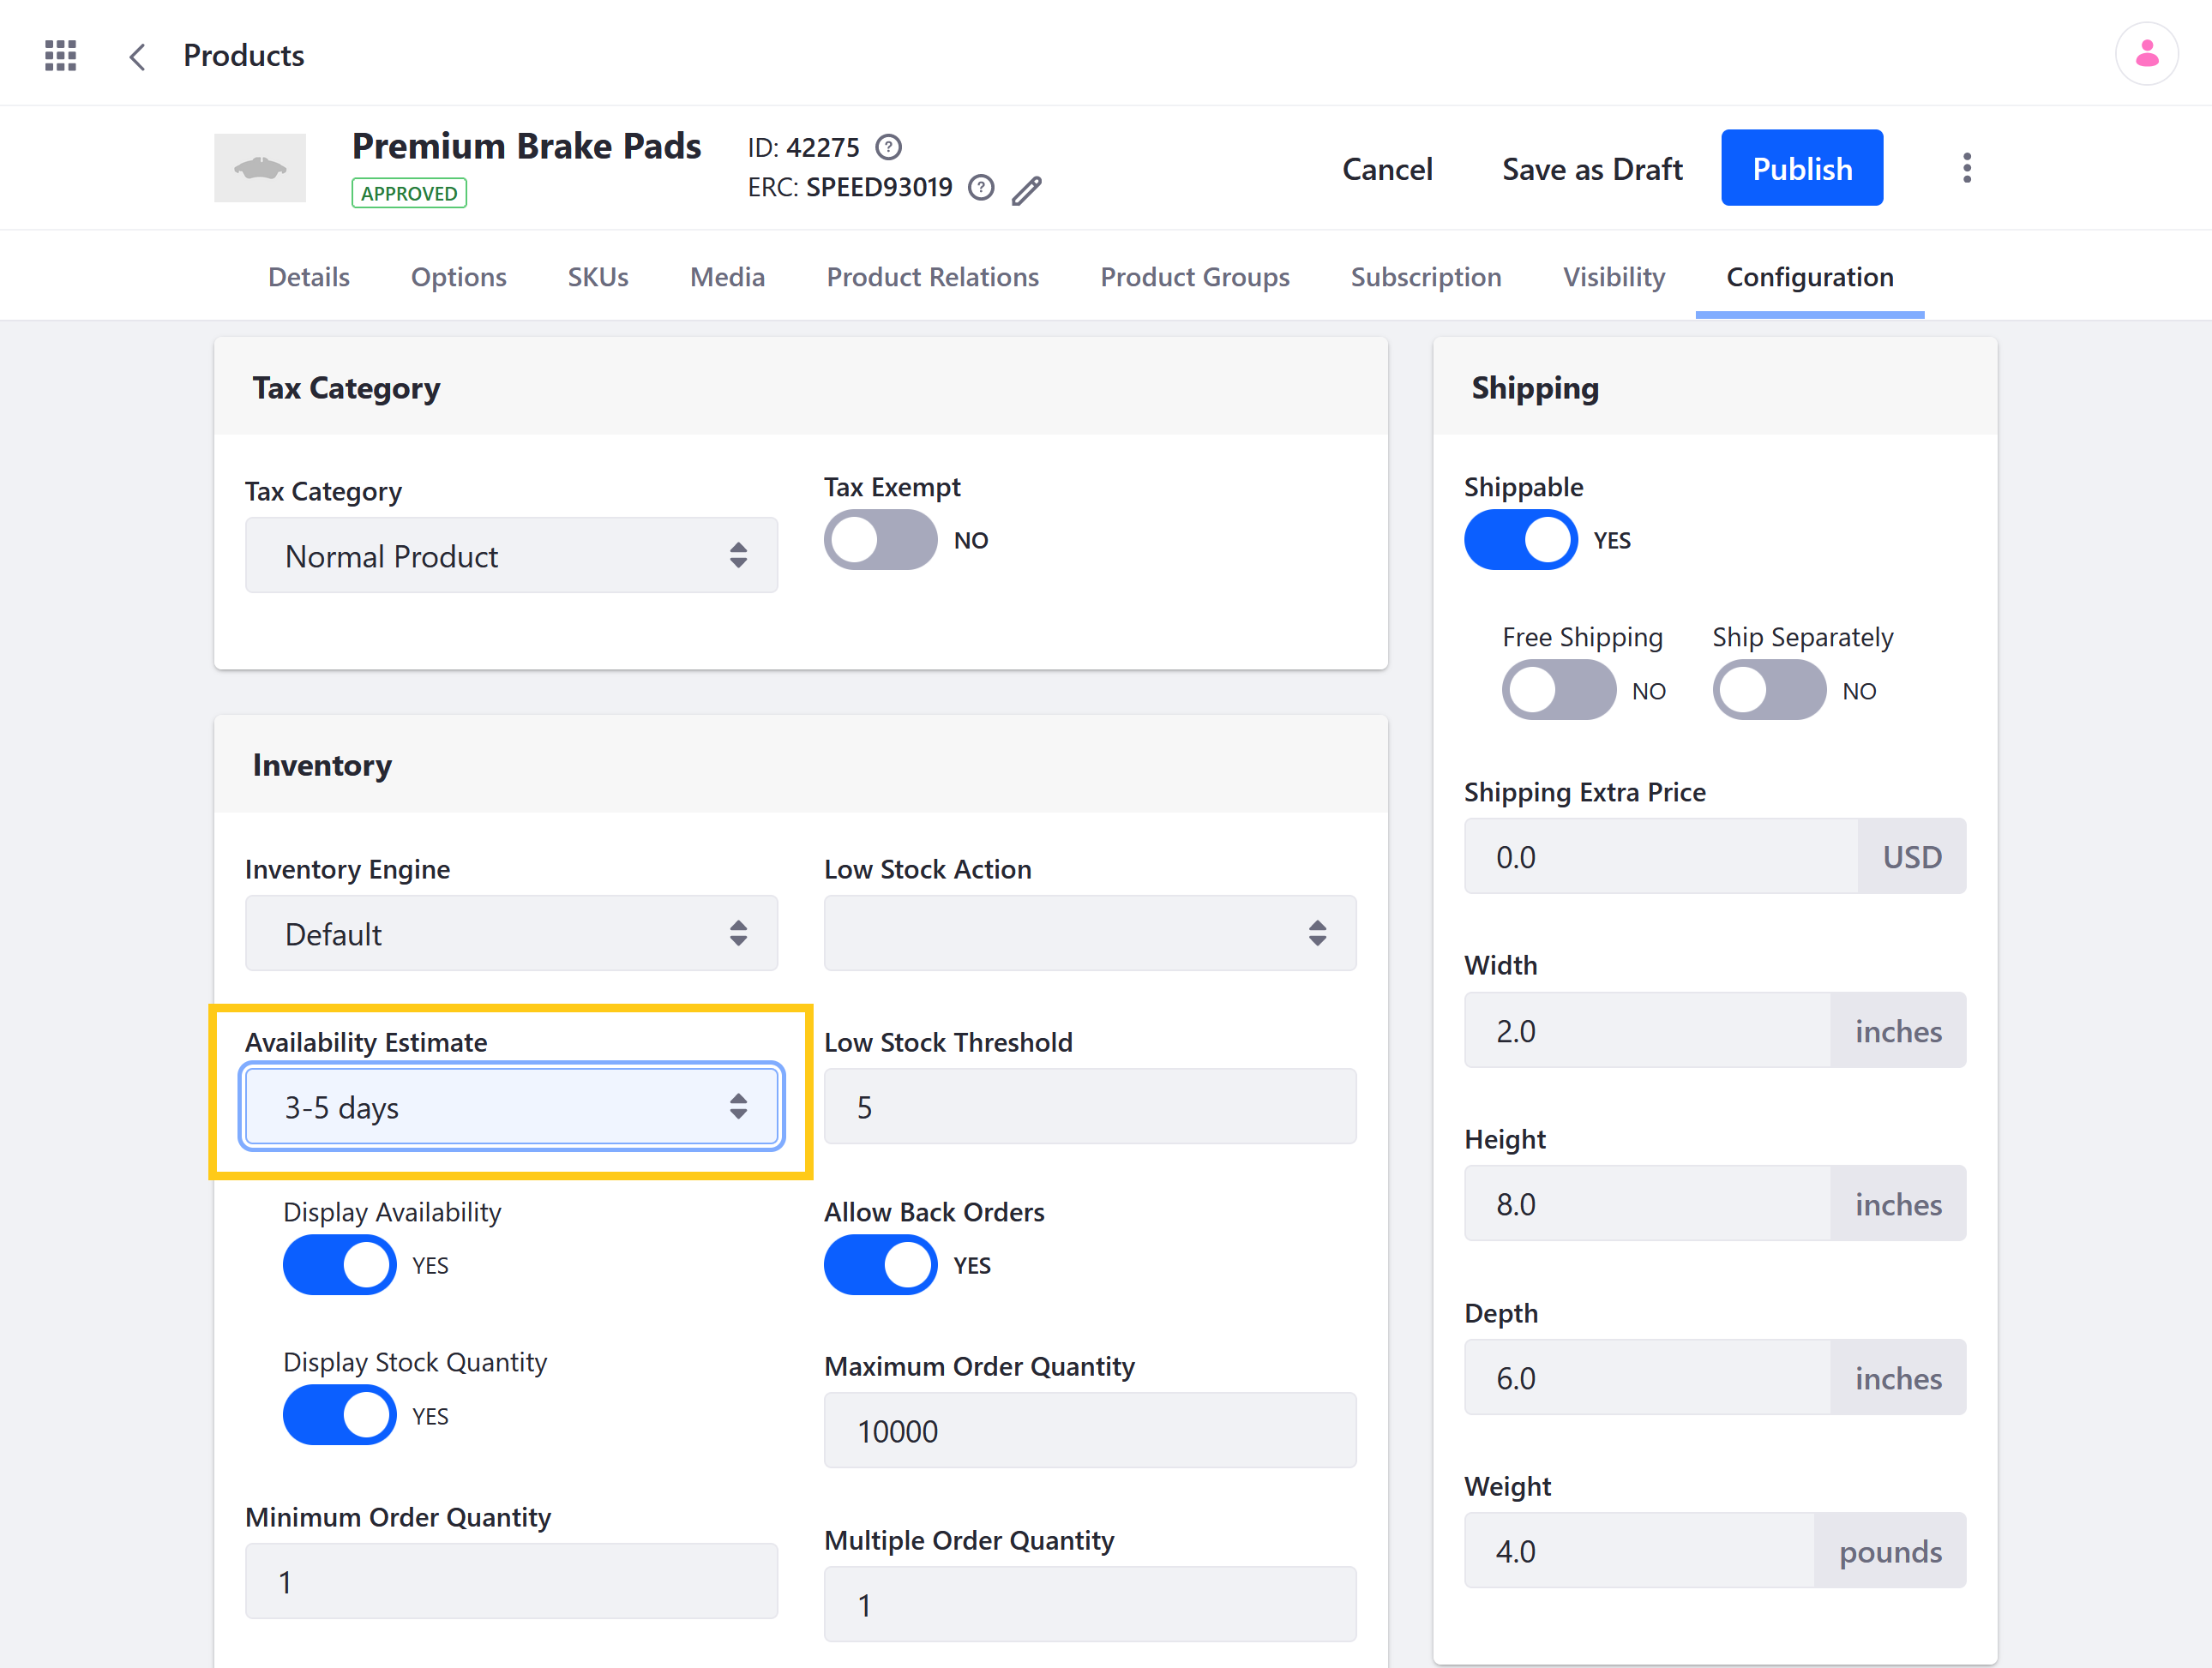 Products
Premium Brake Pads
APPROVED
ID: 42275
ERC: SPEED93019
Cancel
Save as Draft
Publish
Details
Options
SKUs
Media
Product Relations
Product Groups
Subscription
Visibility
Configuration
Tax Category
Tax Category
Normal Product
Tax Exempt
NO
Inventory
Inventory Engine
Default
Low Stock Action
Availability Estimate
3-5 days
Low Stock Threshold
5
Display Availability
YES
Allow Back Orders
YES
Display Stock Quantity
YES
Maximum Order Quantity
10000
Minimum Order Quantity
1
Multiple Order Quantity
1
Shipping
Shippable
YES
Free Shipping
NO
Ship Separately
NO
Shipping Extra Price
0.0 USD
Width
2.0 inches
Height
8.0 inches
Depth
6.0 inches
Weight
4.0 pounds